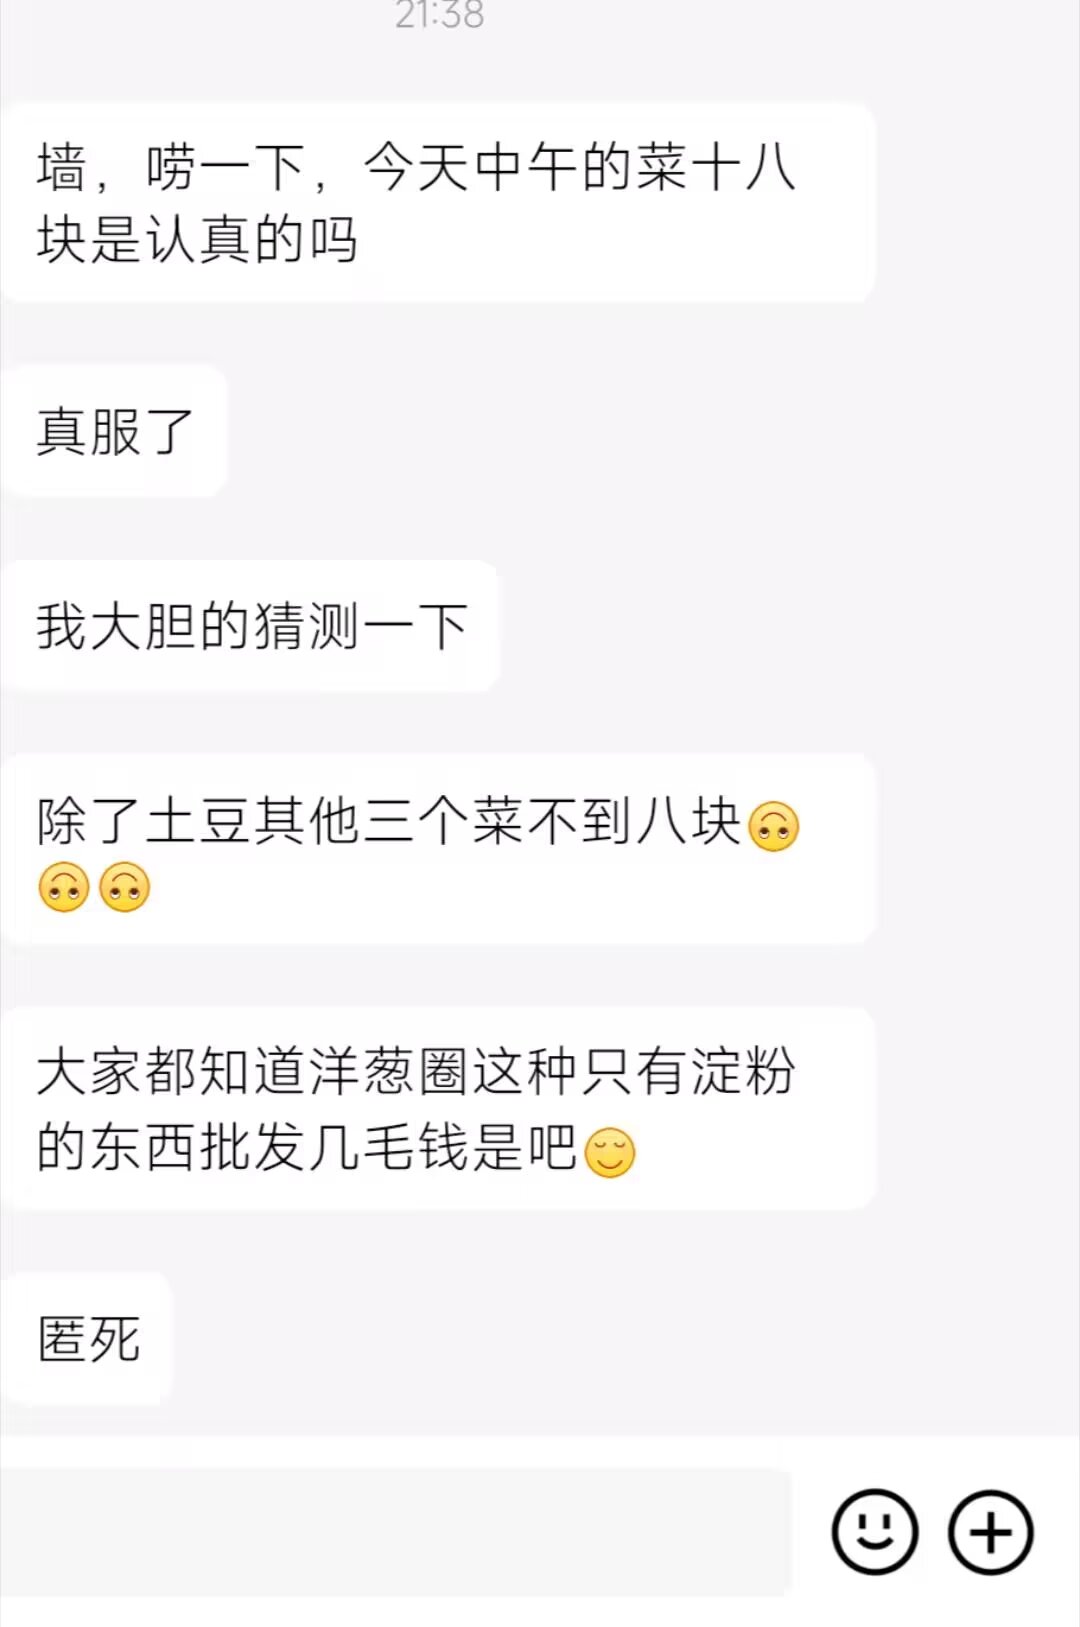 21:38
墙，唠一下，今天中午的菜十八
块是认真的吗
真服了
我大胆的猜测一下
除了土豆其他三个菜不到八块🙃
🙃🙃
大家都知道洋葱圈这种只有淀粉
的东西批发几毛钱是吧😌
匿死